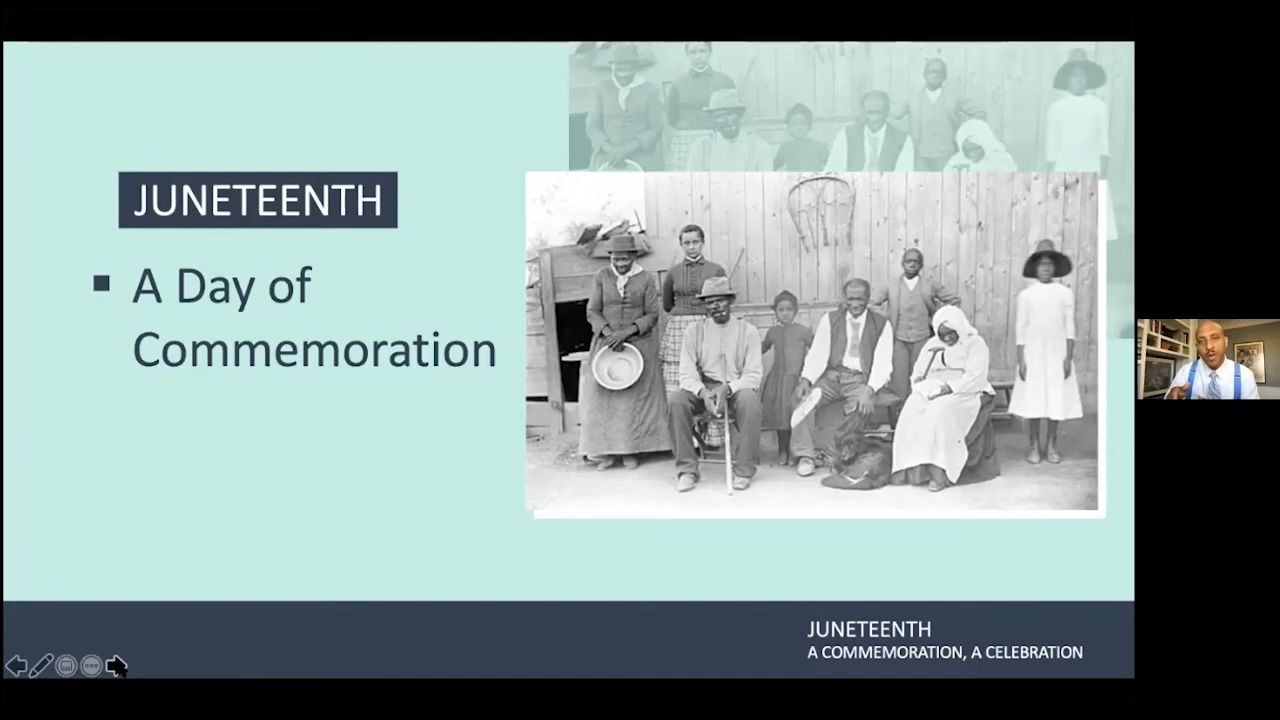 JUNETEENTH
▪ A Day of
Commemoration
JUNETEENTH
A COMMEMORATION, A CELEBRATION